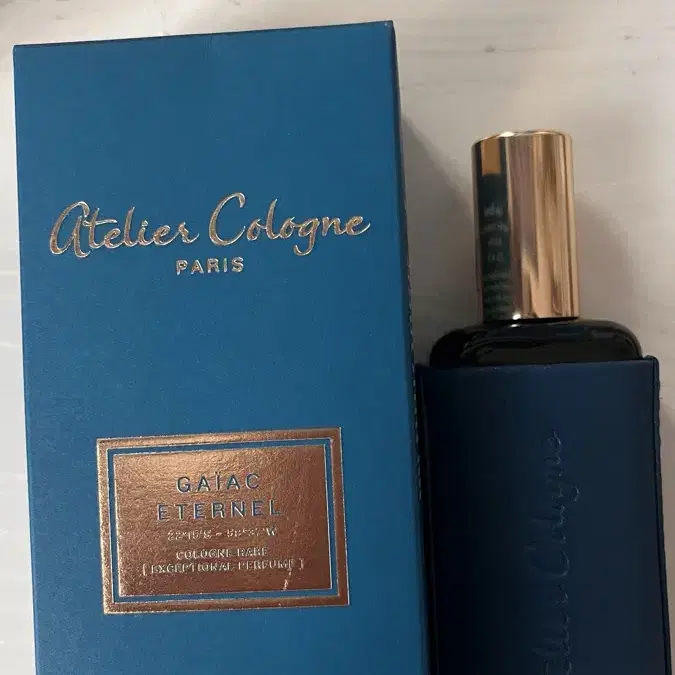 Atelier Cologne
PARIS
GAÏAC
ETERNEL
COLOGNE RARE
[ EXCEPTIONAL PERFUME ]
Atelier Cologne